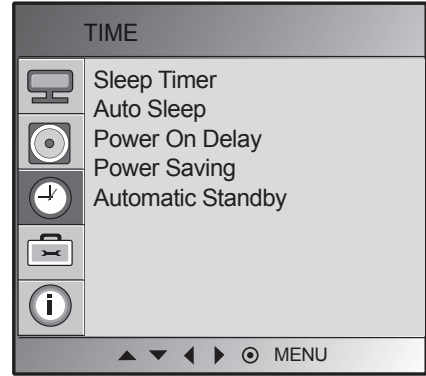 TIME
Sleep Timer
Auto Sleep
Power On Delay
Power Saving
Automatic Standby
MENU